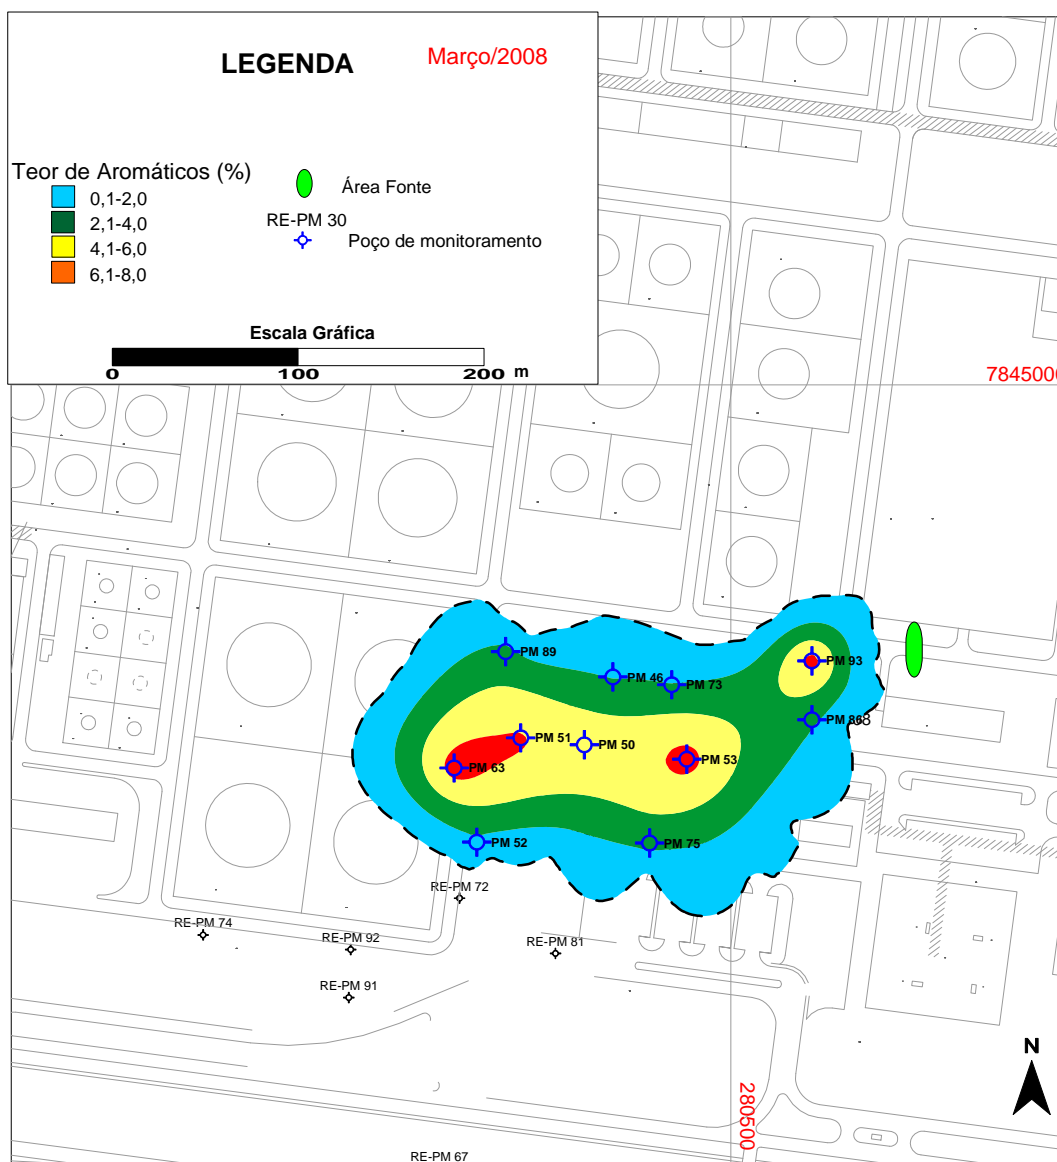 LEGENDA
Março/2008
Teor de Aromáticos (%)
0,1-2,0
2,1-4,0
4,1-6,0
6,1-8,0
Área Fonte
RE-PM 30
Poço de monitoramento
Escala Gráfica
0 100 200 m
7845000
PM 89
PM 46
PM 73
PM 93
PM 86
PM 51
PM 50
PM 53
PM 63
PM 52
PM 75
RE-PM 72
RE-PM 74
RE-PM 92
RE-PM 81
RE-PM 91
N
280500
RE-PM 67